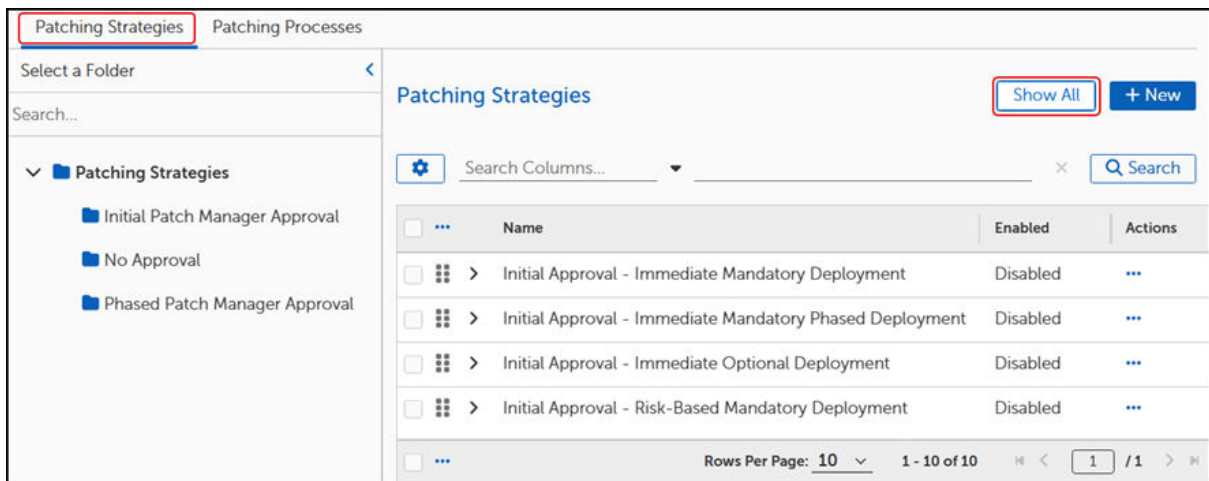 Patching Strategies Patching Processes
Select a Folder
Search...
Patching Strategies
Initial Patch Manager Approval
No Approval
Phased Patch Manager Approval
Patching Strategies
Show All + New
Search Columns... Search
Name Enabled Actions
Initial Approval - Immediate Mandatory Deployment Disabled
Initial Approval - Immediate Mandatory Phased Deployment Disabled
Initial Approval - Immediate Optional Deployment Disabled
Initial Approval - Risk-Based Mandatory Deployment Disabled
Rows Per Page: 10 1 - 10 of 10 1 / 1